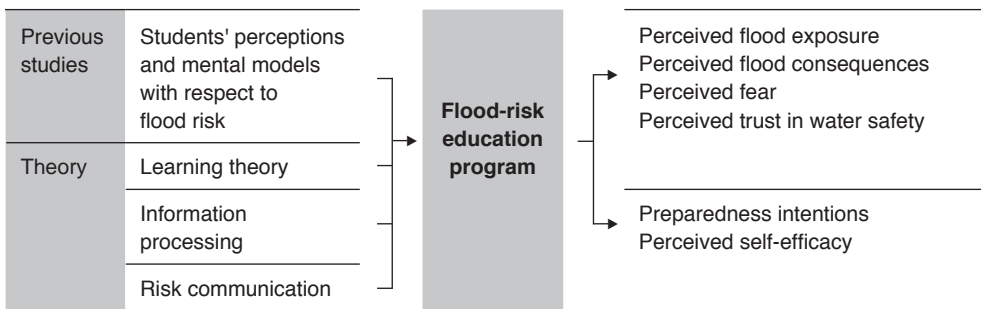 Previous
studies
Students' perceptions
and mental models
with respect to
flood risk
Theory
Learning theory
Information
processing
Risk communication
Flood-risk
education
program
Perceived flood exposure
Perceived flood consequences
Perceived fear
Perceived trust in water safety
Preparedness intentions
Perceived self-efficacy